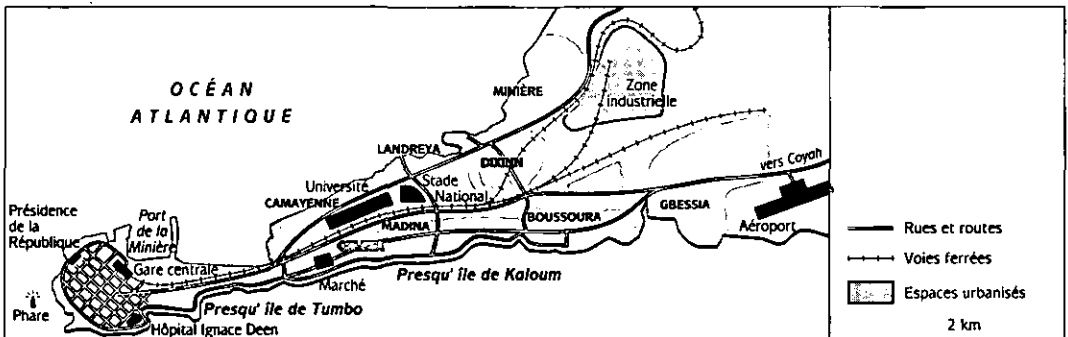 OCÉAN
ATLANTIQUE
MINIÈRE
Zone
industrielle
LANDREYA
DIXINN
vers Coyah
Université
Stade
National
CAMAYENNE
Présidence
de la
République
Port
de la
Minière
MADINA
BOUSSOURA
GBESSIA
Aéroport
Gare centrale
Marché
Presqu' île de Kaloum
Phare
Presqu' île de Tumbo
Hôpital Ignace Deen
Rues et routes
Voies ferrées
Espaces urbanisés
2 km